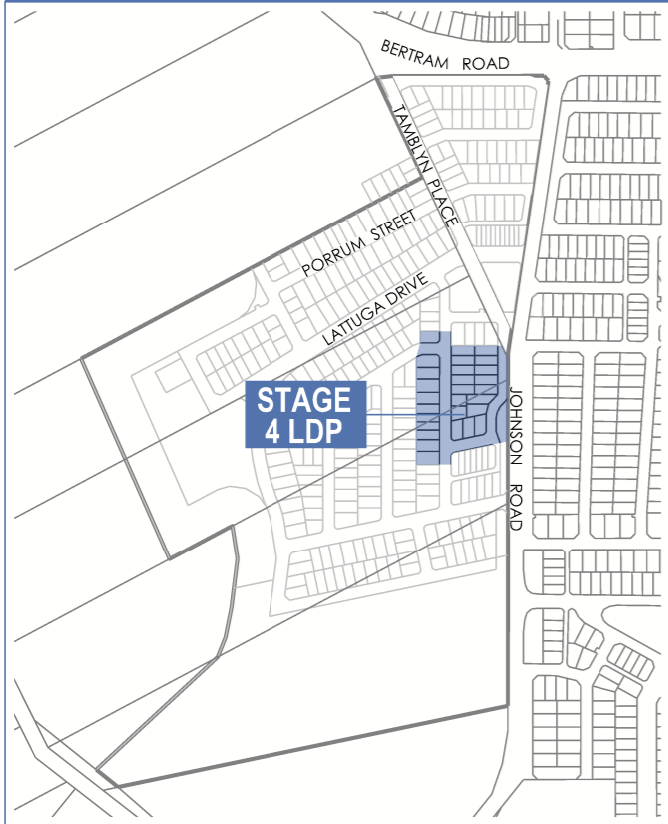 BERTRAM ROAD
TAMBLYN PLACE
PORRUM STREET
LATTUGA DRIVE
STAGE
4 LDP
JOHNSON ROAD